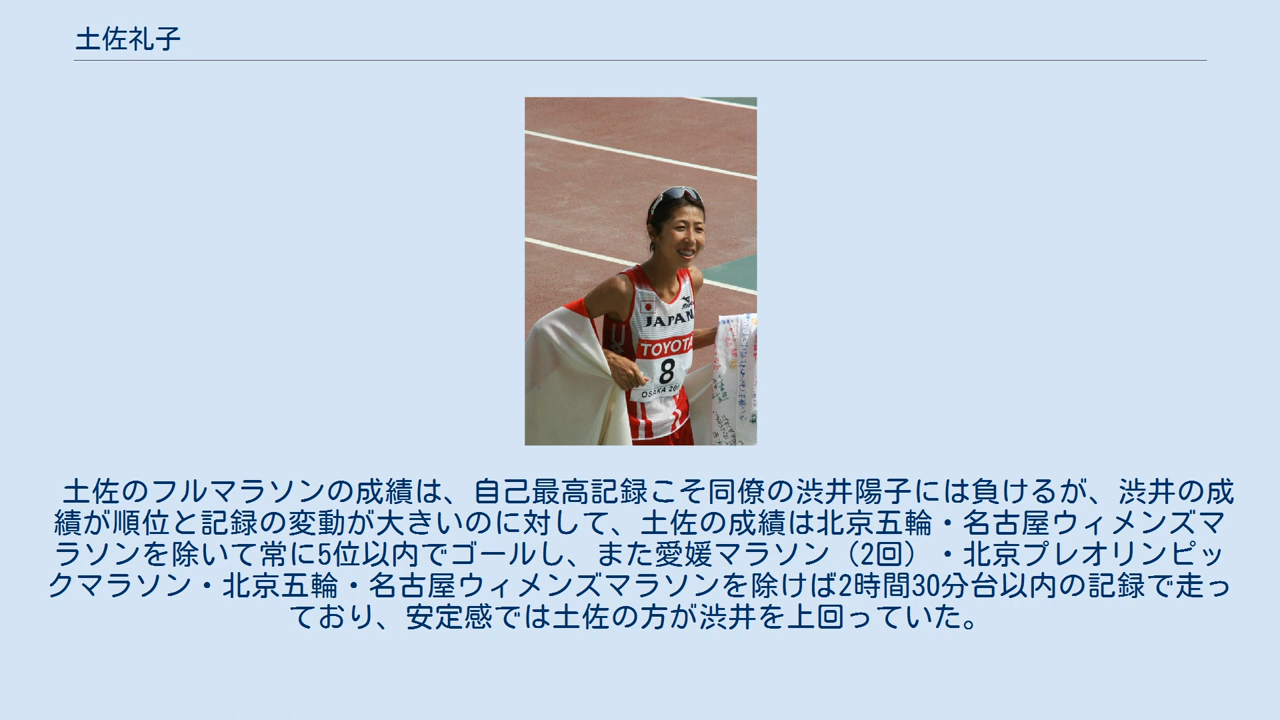 土佐礼子
JAPAN
TOYOTA
8
土佐のフルマラソンの成績は、自己最高記録こそ同僚の渋井陽子には負けるが、渋井の成
績が順位と記録の変動が大きいのに対して、土佐の成績は北京五輪・名古屋ウィメンズマ
ラソンを除いて常に5位以内でゴールし、また愛媛マラソン（2回）・北京プレオリンピッ
クマラソン・北京五輪・名古屋ウィメンズマラソンを除けば2時間30分台以内の記録で走っ
ており、安定感では土佐の方が渋井を上回っていた。